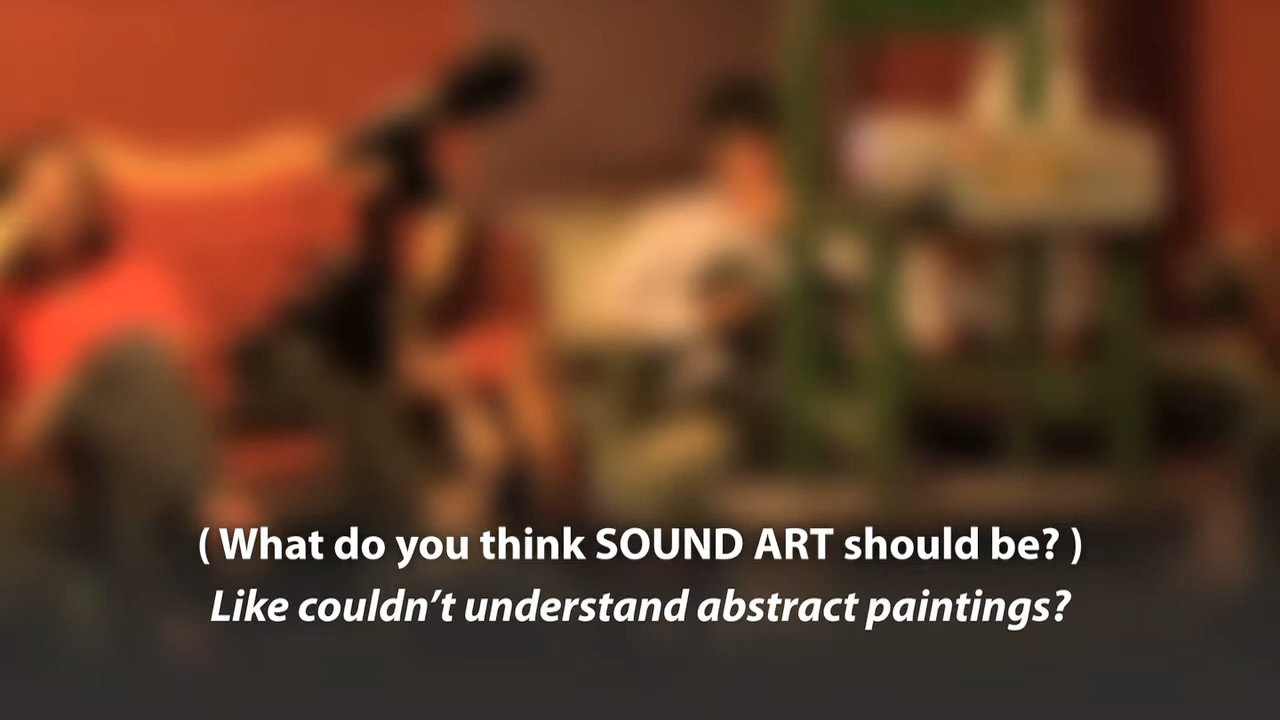 ( What do you think SOUND ART should be? )
Like couldn’t understand abstract paintings?